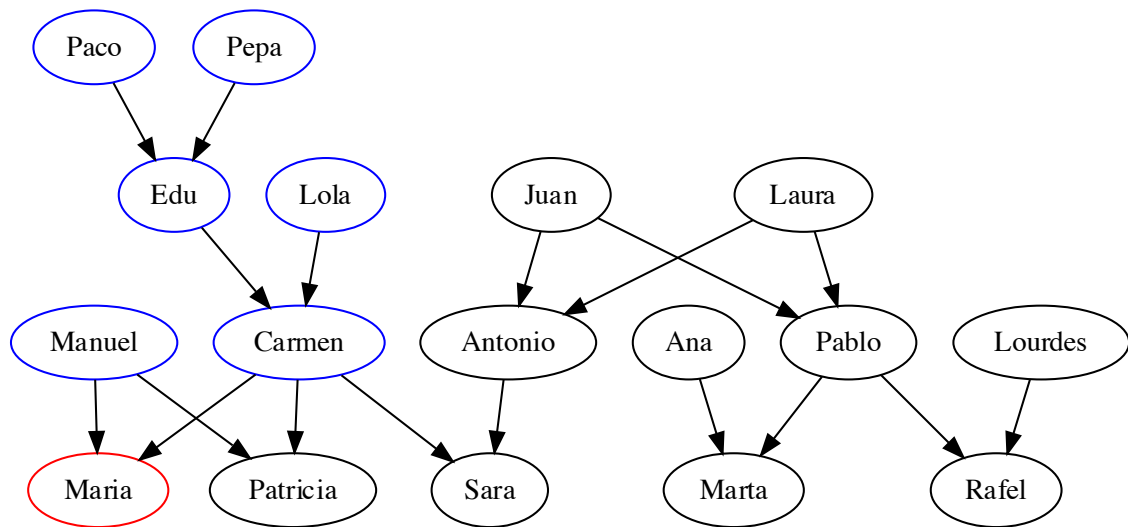 Paco
Pepa
Edu
Lola
Juan
Laura
Manuel
Carmen
Antonio
Ana
Pablo
Lourdes
Maria
Patricia
Sara
Marta
Rafel